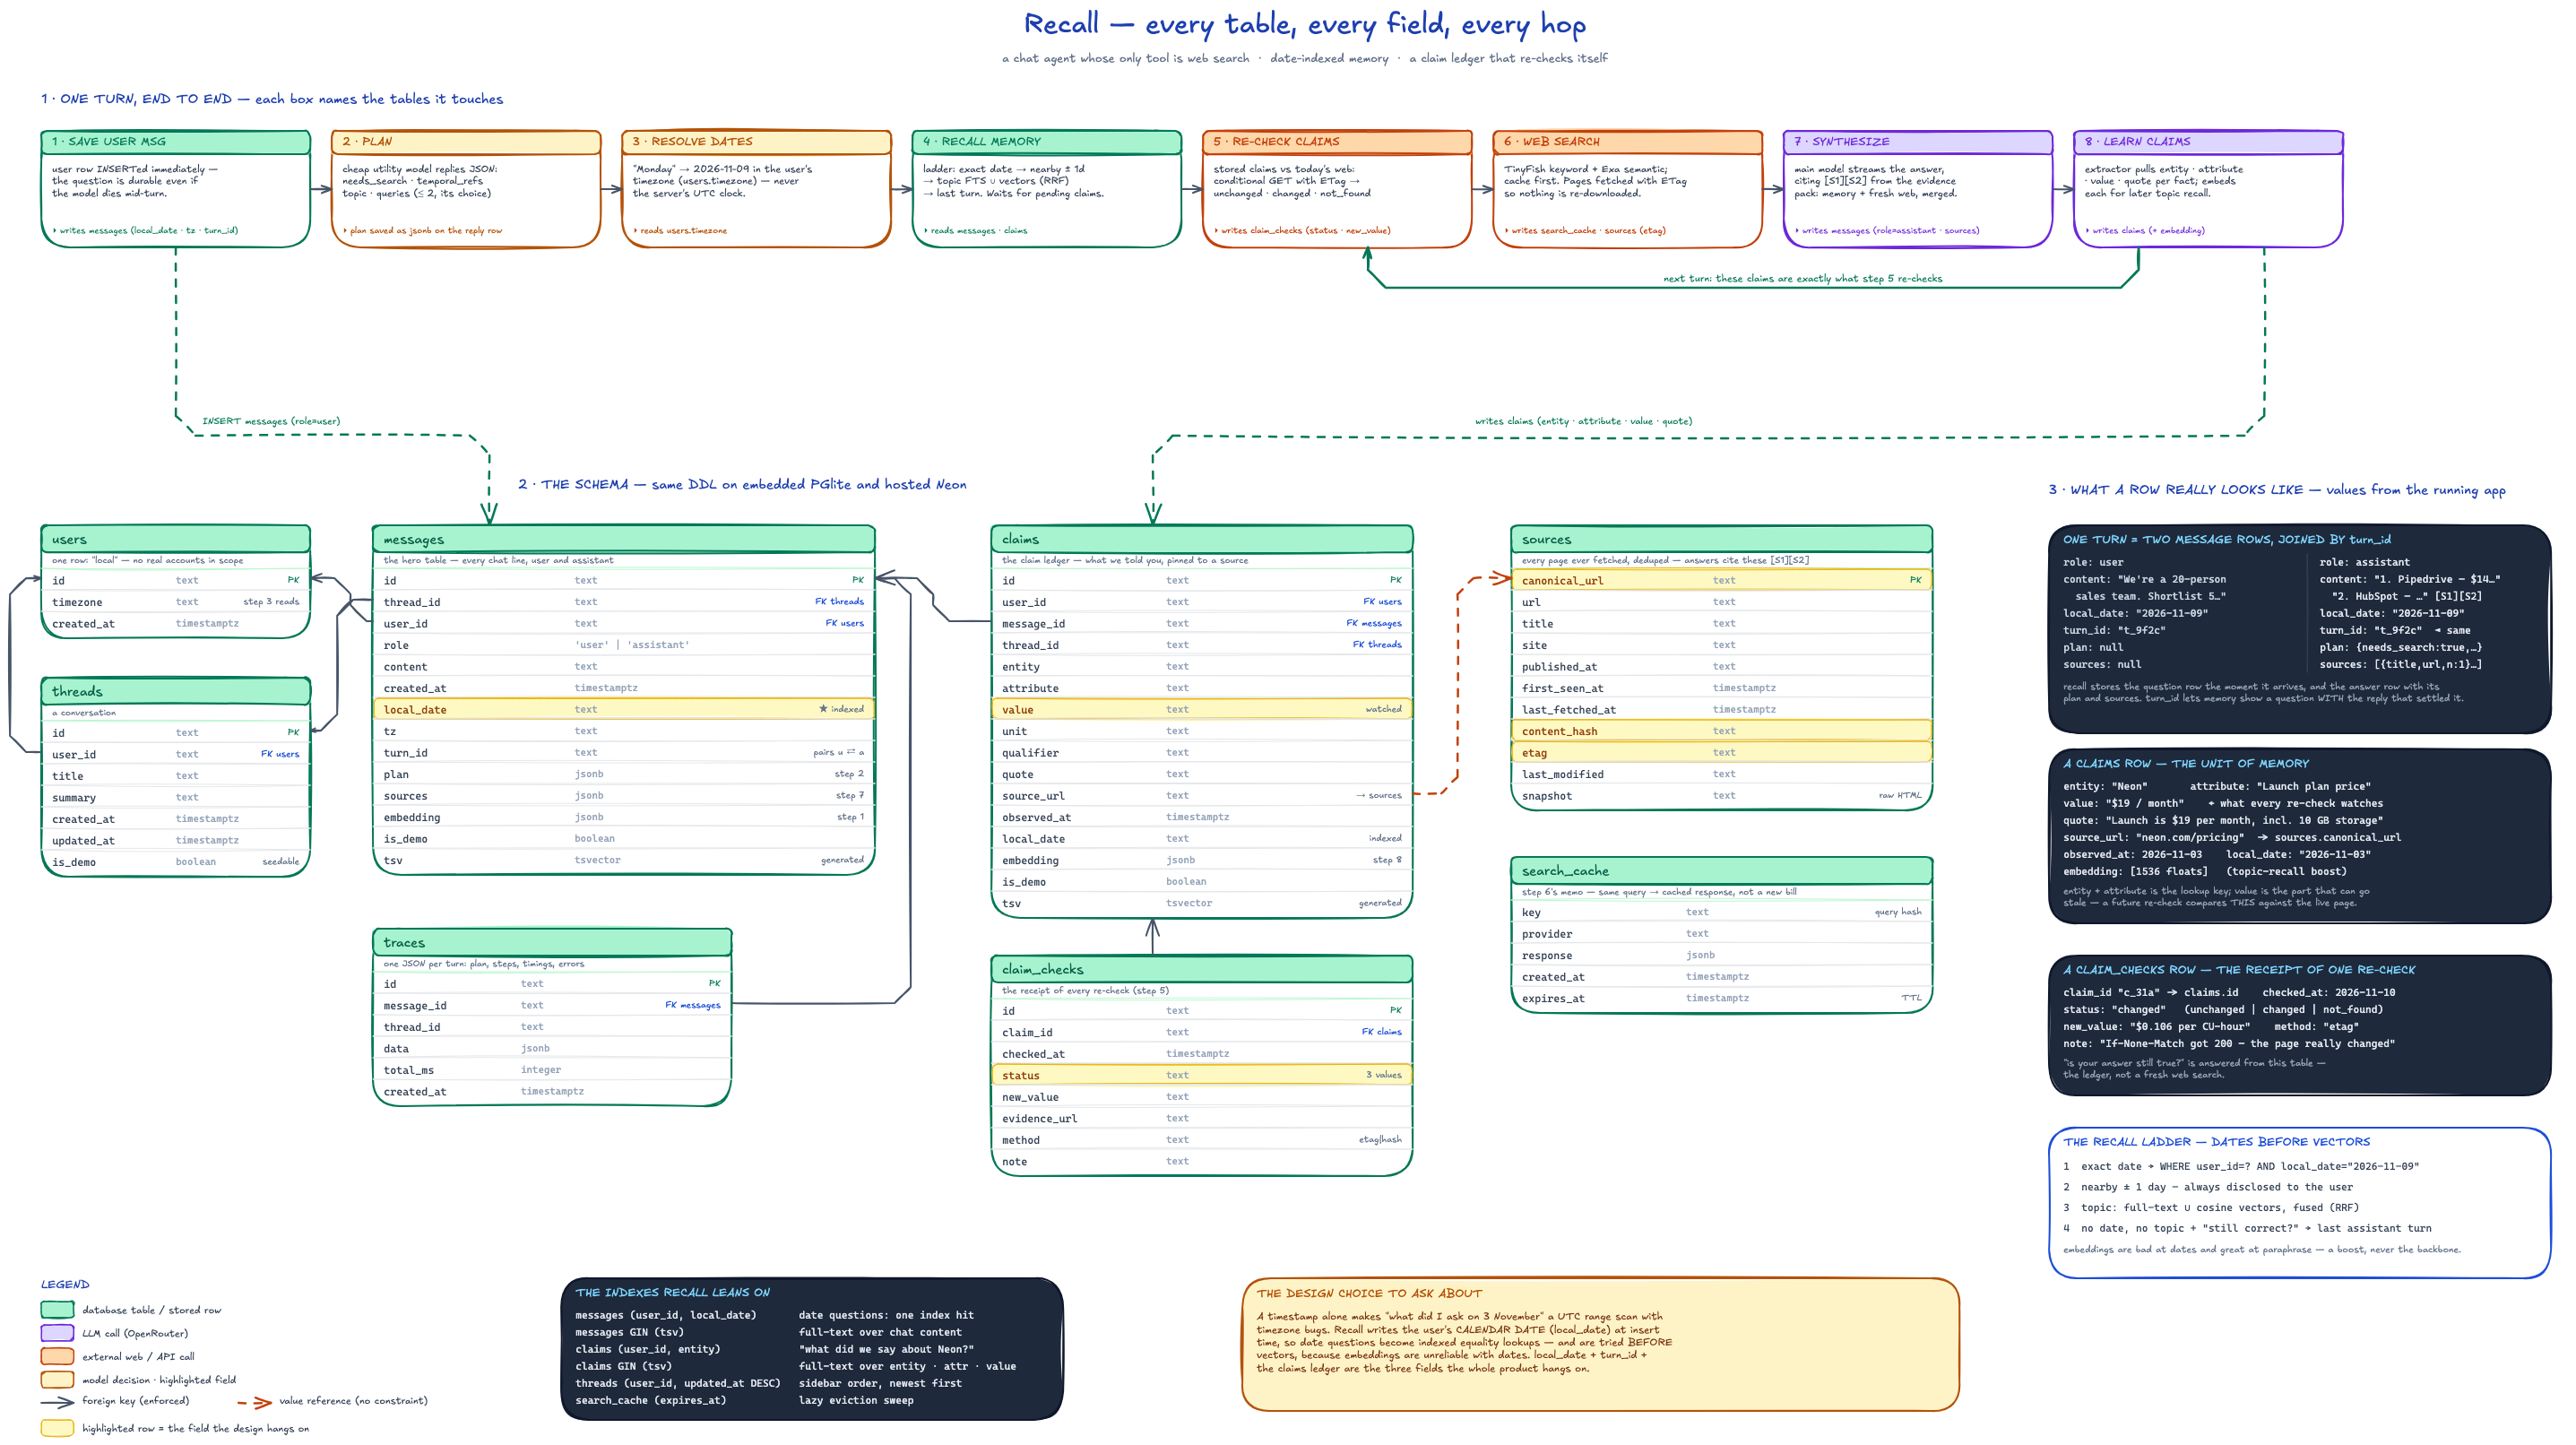 Recall — every table, every field, every hop
a chat agent whose only tool is web search · date-indexed memory · a claim ledger that re-checks itself
1 · ONE TURN, END TO END — each box names the tables it touches
1 · SAVE USER MSG
user row INSERTed immediately —
the question is durable even if
the model dies mid-turn.
‣ writes messages (local_date · tz · turn_id)
2 · PLAN
cheap utility model replies JSON:
needs_search · temporal_refs
topic · queries (≤ 2, its choice)
‣ plan saved as jsonb on the reply row
3 · RESOLVE DATES
"Monday" → 2026-11-09 in the user's
timezone (users.timezone) — never
the server's UTC clock.
‣ reads users.timezone
4 · RECALL MEMORY
ladder: exact date → nearby ± 1d
→ topic FTS ∪ vectors (RRF)
→ last turn. Waits for pending claims.
‣ reads messages · claims
5 · RE-CHECK CLAIMS
stored claims vs today's web:
conditional GET with ETag →
unchanged · changed · not_found
‣ writes claim_checks (status · new_value)
6 · WEB SEARCH
TinyFish keyword + Exa semantic;
cache first. Pages fetched with ETag
so nothing is re-downloaded.
‣ writes search_cache · sources (etag)
7 · SYNTHESIZE
main model streams the answer,
citing [S1][S2] from the evidence
pack: memory + fresh web, merged.
‣ writes messages (role=assistant · sources)
8 · LEARN CLAIMS
extractor pulls entity · attribute
· value · quote per fact; embeds
each for later topic recall.
‣ writes claims (+ embedding)
next turn: these claims are exactly what step 5 re-checks
INSERT messages (role=user)
writes claims (entity · attribute · value · quote)
2 · THE SCHEMA — same DDL on embedded PGlite and hosted Neon
users
one row: "local" — no real accounts in scope
id text PK
timezone text step 3 reads
created_at timestamptz
threads
a conversation
id text PK
user_id text FK users
title text
summary text
created_at timestamptz
updated_at timestamptz
is_demo boolean seedable
messages
the hero table — every chat line, user and assistant
id text PK
thread_id text FK threads
user_id text FK users
role 'user' | 'assistant'
content text
created_at timestamptz
local_date text ★ indexed
tz text
turn_id text pairs u ⇄ a
plan jsonb step 2
sources jsonb step 7
embedding jsonb step 1
is_demo boolean
tsv tsvector generated
traces
one JSON per turn: plan, steps, timings, errors
id text PK
message_id text FK messages
thread_id text
data jsonb
total_ms integer
created_at timestamptz
claims
the claim ledger — what we told you, pinned to a source
id text PK
user_id text FK users
message_id text FK messages
thread_id text FK threads
entity text
attribute text
value text watched
unit text
qualifier text
quote text
source_url text → sources
observed_at timestamptz
local_date text indexed
embedding jsonb step 8
is_demo boolean
tsv tsvector generated
claim_checks
the receipt of every re-check (step 5)
id text PK
claim_id text FK claims
checked_at timestamptz
status text 3 values
new_value text
evidence_url text
method text etag|hash
note text
sources
every page ever fetched, deduped — answers cite these [S1][S2]
canonical_url text PK
url text
title text
site text
published_at text
first_seen_at timestamptz
last_fetched_at timestamptz
content_hash text
etag text
last_modified text
snapshot text raw HTML
search_cache
step 6's memo — same query → cached response, not a new bill
key text query hash
provider text
response jsonb
created_at timestamptz
expires_at timestamptz TTL
3 · WHAT A ROW REALLY LOOKS LIKE — values from the running app
ONE TURN = TWO MESSAGE ROWS, JOINED BY turn_id
role: user
content: "We're a 20-person
sales team. Shortlist 5…"
local_date: "2026-11-09"
turn_id: "t_9f2c"
plan: null
sources: null
role: assistant
content: "1. Pipedrive — $14…"
"2. HubSpot — …" [S1][S2]
local_date: "2026-11-09"
turn_id: "t_9f2c" ◄ same
plan: {needs_search:true,…}
sources: [{title,url,n:1}…]
recall stores the question row the moment it arrives, and the answer row with its
plan and sources. turn_id lets memory show a question WITH the reply that settled it.
A CLAIMS ROW — THE UNIT OF MEMORY
entity: "Neon" attribute: "Launch plan price"
value: "$19 / month" ← what every re-check watches
quote: "Launch is $19 per month, incl. 10 GB storage"
source_url: "neon.com/pricing" → sources.canonical_url
observed_at: 2026-11-03 local_date: "2026-11-03"
embedding: [1536 floats] (topic-recall boost)
entity + attribute is the lookup key; value is the part that can go
stale — a future re-check compares THIS against the live page.
A CLAIM_CHECKS ROW — THE RECEIPT OF ONE RE-CHECK
claim_id "c_31a" → claims.id checked_at: 2026-11-10
status: "changed" (unchanged | changed | not_found)
new_value: "$0.106 per CU-hour" method: "etag"
note: "If-None-Match got 200 — the page really changed"
"is your answer still true?" is answered from this table —
the ledger, not a fresh web search.
THE RECALL LADDER — DATES BEFORE VECTORS
1 exact date → WHERE user_id=? AND local_date="2026-11-09"
2 nearby ± 1 day — always disclosed to the user
3 topic: full-text ∪ cosine vectors, fused (RRF)
4 no date, no topic + "still correct?" → last assistant turn
embeddings are bad at dates and great at paraphrase — a boost, never the backbone.
LEGEND
database table / stored row
LLM call (OpenRouter)
external web / API call
model decision · highlighted field
foreign key (enforced)
value reference (no constraint)
highlighted row = the field the design hangs on
THE INDEXES RECALL LEANS ON
messages (user_id, local_date) date questions: one index hit
messages GIN (tsv) full-text over chat content
claims (user_id, entity) "what did we say about Neon?"
claims GIN (tsv) full-text over entity · attr · value
threads (user_id, updated_at DESC) sidebar order, newest first
search_cache (expires_at) lazy eviction sweep
THE DESIGN CHOICE TO ASK ABOUT
A timestamp alone makes "what did I ask on 3 November" a UTC range scan with
timezone bugs. Recall writes the user's CALENDAR DATE (local_date) at insert
time, so date questions become indexed equality lookups — and are tried BEFORE
vectors, because embeddings are unreliable with dates. local_date + turn_id +
the claims ledger are the three fields the whole product hangs on.